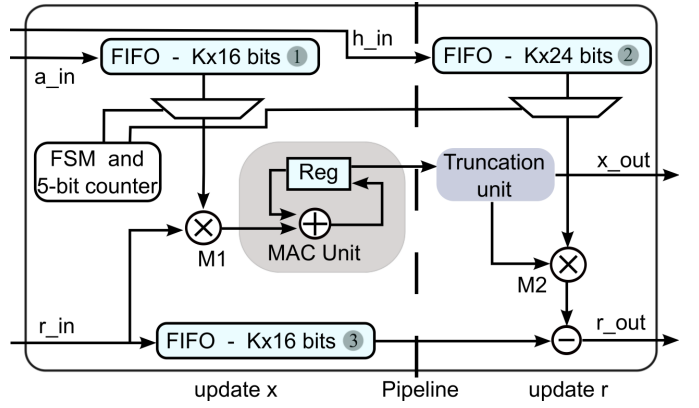 h_in
FIFO - Kx16 bits 1
FIFO - Kx24 bits 2
a_in
FSM and
5-bit counter
Reg
Truncation
unit
x_out
M1
MAC Unit
M2
r_in
FIFO - Kx16 bits 3
r_out
update x
Pipeline
update r